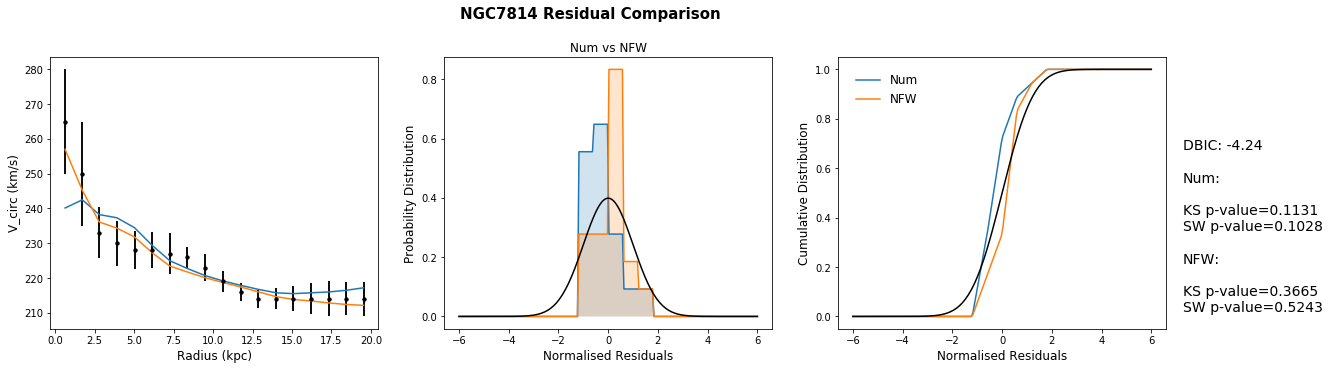 NGC7814 Residual Comparison
V_circ (km/s)
280
270
260
250
240
230
220
210
0.0 2.5 5.0 7.5 10.0 12.5 15.0 17.5 20.0
Radius (kpc)
Num vs NFW
Probability Distribution
0.8
0.6
0.4
0.2
0.0
−6 −4 −2 0 2 4 6
Normalised Residuals
Cumulative Distribution
1.0
0.8
0.6
0.4
0.2
0.0
Num
NFW
−6 −4 −2 0 2 4 6
Normalised Residuals
DBIC: -4.24
Num:
KS p-value=0.1131
SW p-value=0.1028
NFW:
KS p-value=0.3665
SW p-value=0.5243